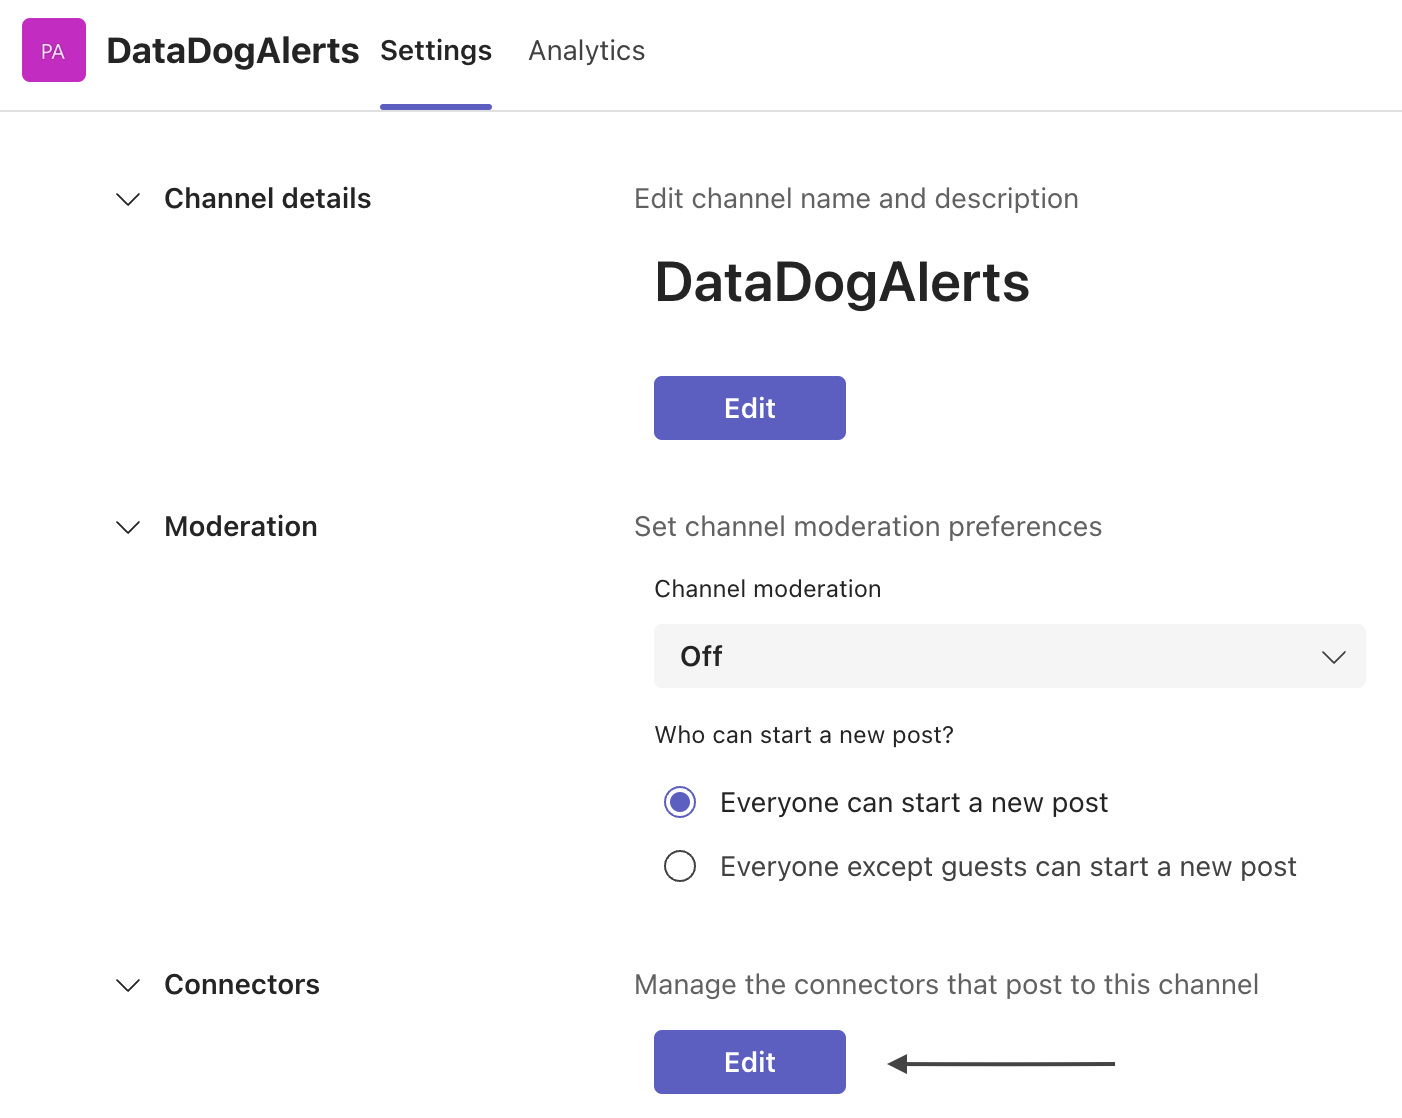 PA
DataDogAlerts Settings Analytics
Channel details Edit channel name and description
DataDogAlerts
Edit
Moderation Set channel moderation preferences
Channel moderation
Off
Who can start a new post?
Everyone can start a new post
Everyone except guests can start a new post
Connectors Manage the connectors that post to this channel
Edit